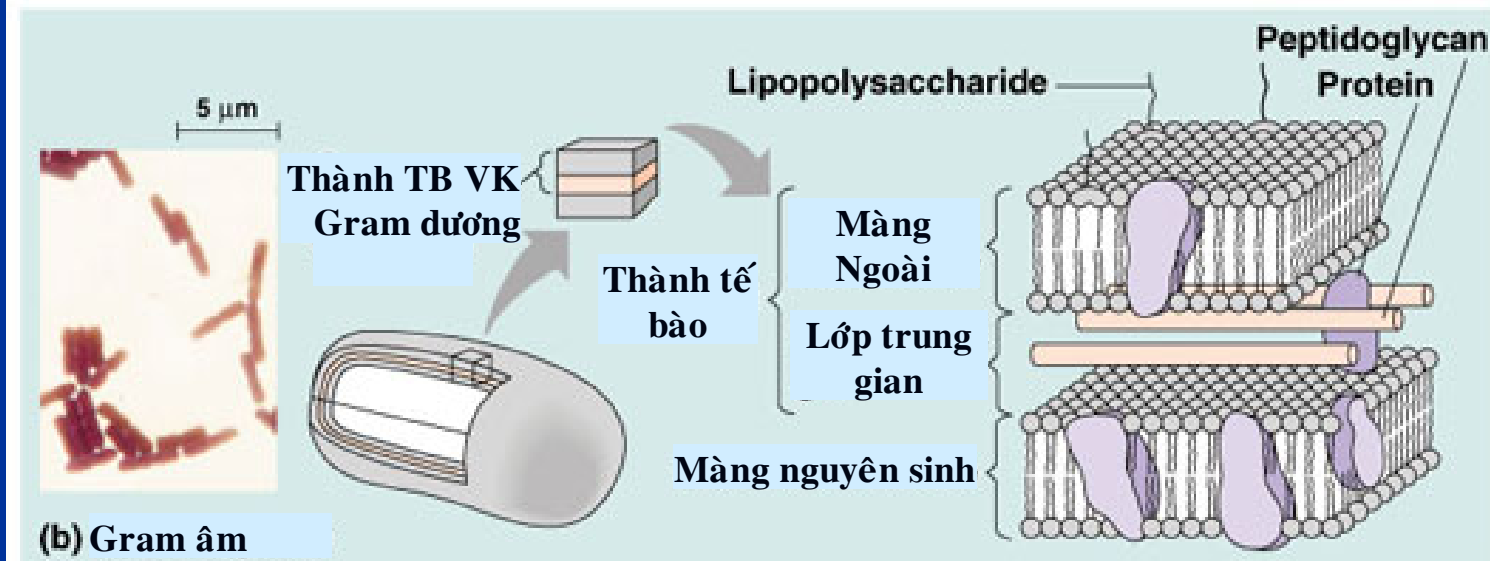 Peptidoglycan
Protein
Lipopolysaccharide
5 μm
Thành TB VK
Gram dương
Màng
Ngoài
Thành tế
bào
Lớp trung
gian
Màng nguyên sinh
(b) Gram âm